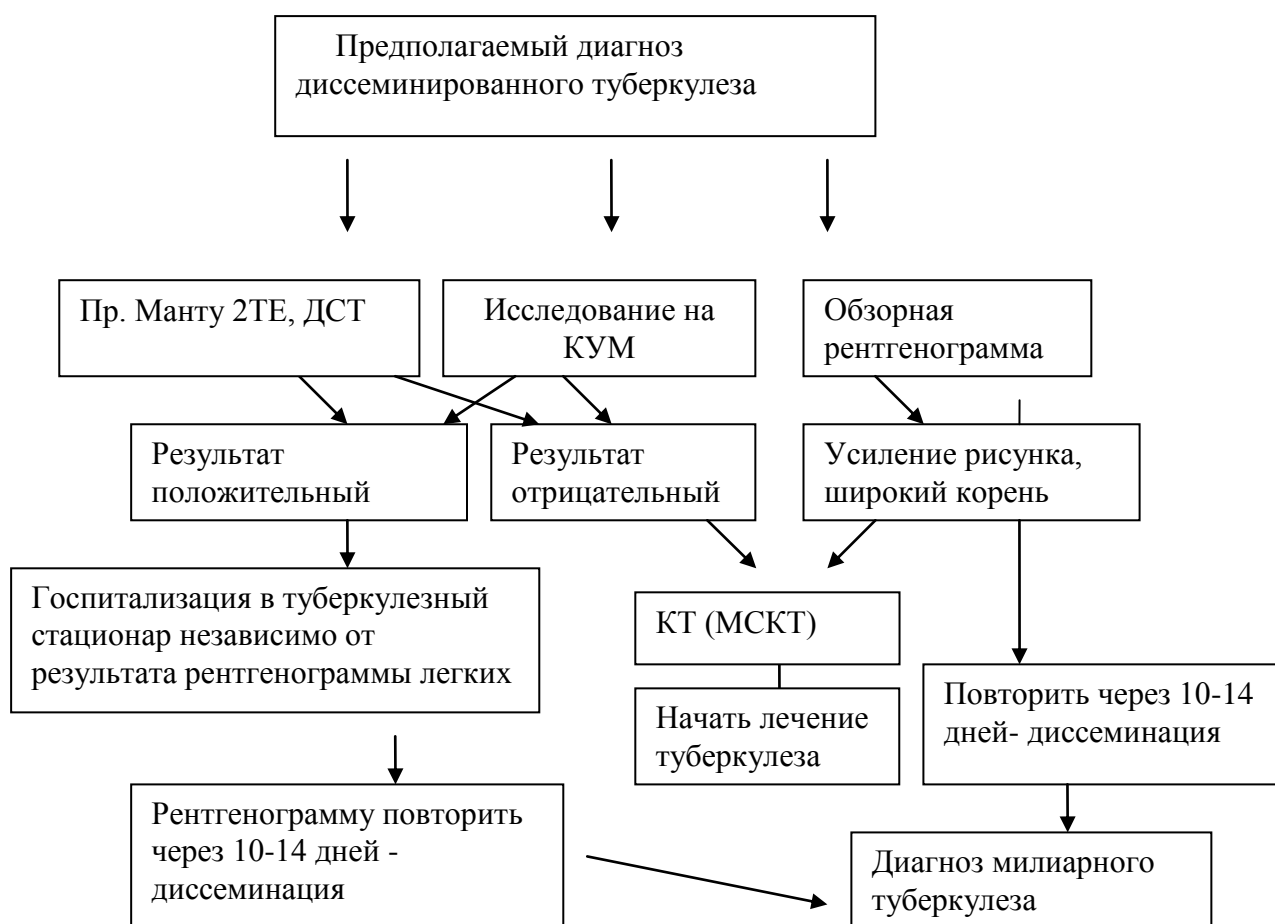 Предполагаемый диагноз
диссеминированного туберкулеза
Пр. Манту 2ТЕ, ДСТ
Исследование на
КУМ
Обзорная
рентгенограмма
Результат
положительный
Результат
отрицательный
Усиление рисунка,
широкий корень
Госпитализация в туберкулезный
стационар независимо от
результата рентгенограммы легких
КТ (МСКТ)
Начать лечение
туберкулеза
Повторить через 10-14
дней- диссеминация
Рентгенограмму повторить
через 10-14 дней -
диссеминация
Диагноз милиарного
туберкулеза